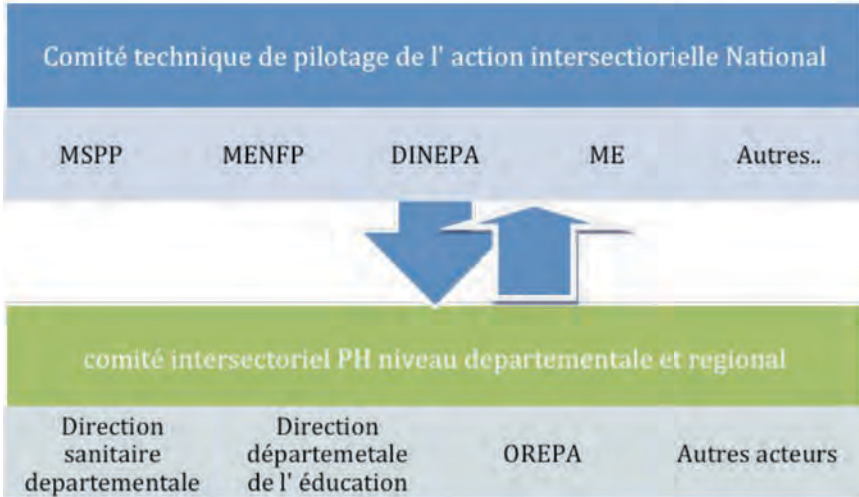 Comité technique de pilotage de l' action intersectiorielle National
MSPP MENFP DINEPA ME Autres..
comité intersectoriel PH niveau departementale et regional
Direction
sanitaire
departementale
Direction
départemetale
de l' éducation
OREPA
Autres acteurs